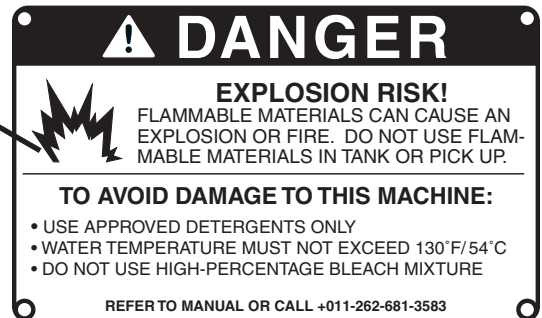 DANGER
EXPLOSION RISK!
FLAMMABLE MATERIALS CAN CAUSE AN
EXPLOSION OR FIRE. DO NOT USE FLAM-
MABLE MATERIALS IN TANK OR PICK UP.
TO AVOID DAMAGE TO THIS MACHINE:
• USE APPROVED DETERGENTS ONLY
• WATER TEMPERATURE MUST NOT EXCEED 130˚F/54˚C
• DO NOT USE HIGH-PERCENTAGE BLEACH MIXTURE
REFER TO MANUAL OR CALL +011-262-681-3583